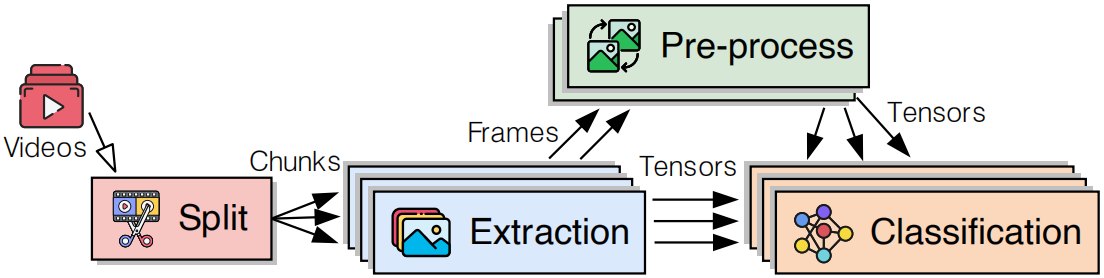 Pre-process
Videos
Frames
Tensors
Chunks
Tensors
Split
Extraction
Classification